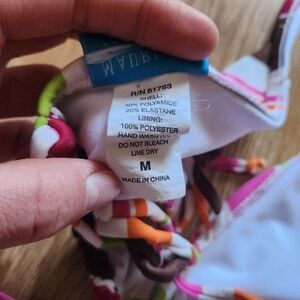 MAUI
R/N 51783
SHELL:
80% POLYAMIDE
20% ELASTANE
LINING:
100% POLYESTER
HAND WASH
DO NOT BLEACH
LINE DRY
M
MADE IN CHINA